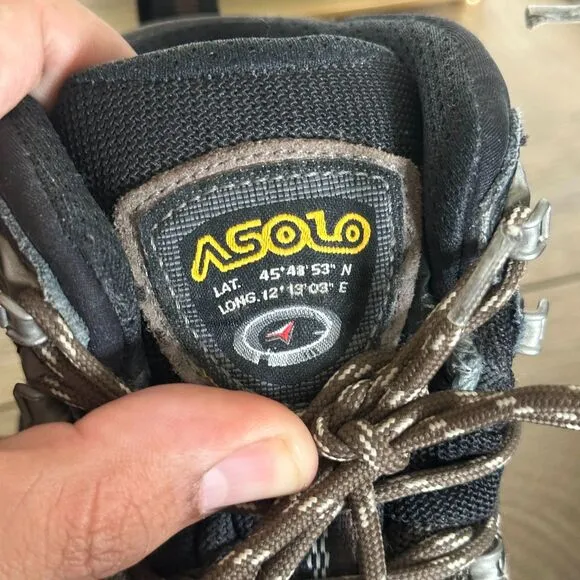 ASOLO
LAT. 45°48'53" N
LONG. 12°13'03" E